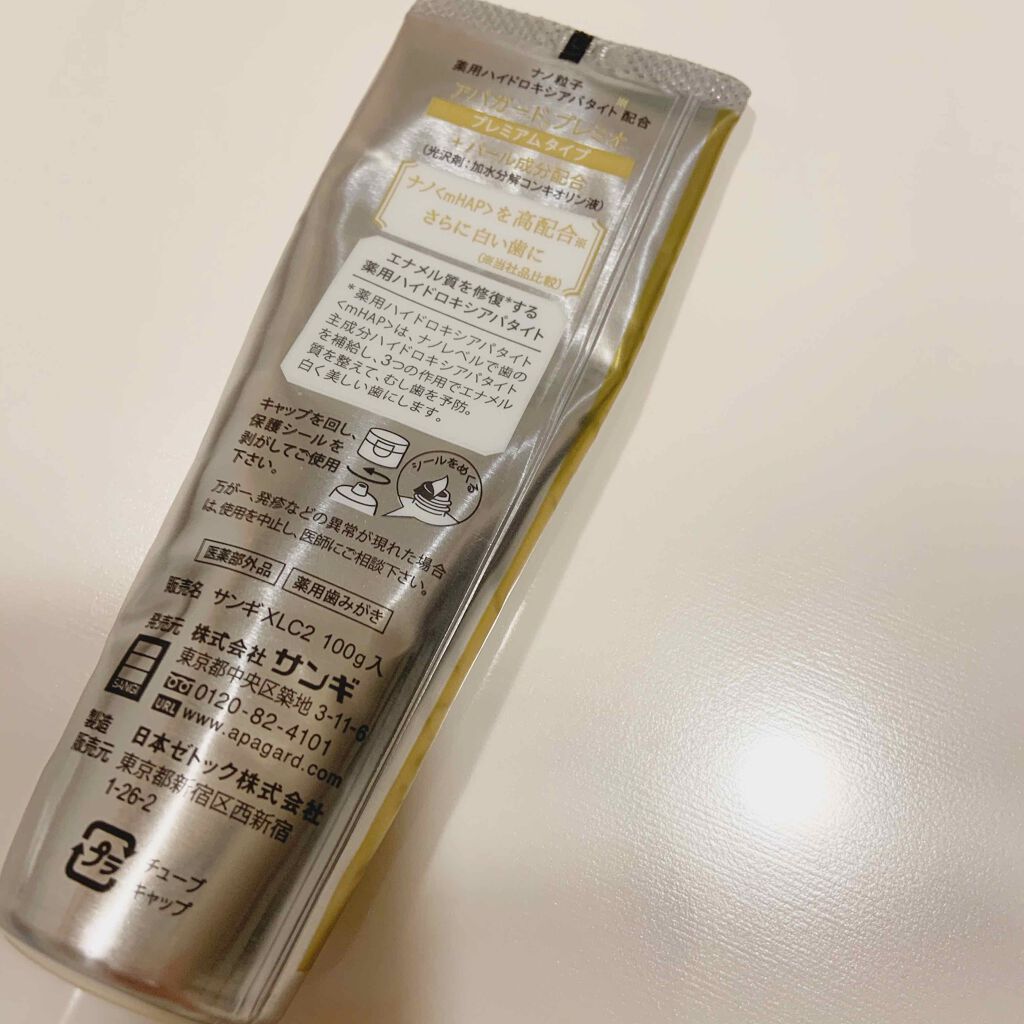 ナノ粒子
薬用ハイドロキシアパタイト※配合
アパガード プレミオ
プレミアムタイプ
+パール成分配合
(光沢剤:加水分解コンキオリン液)
ナノ<mHAP>を高配合※
さらに白い歯に
(※当社品比較)
エナメル質を修復*する
薬用ハイドロキシアパタイト
*薬用ハイドロキシアパタイト
<mHAP>は、ナノレベルで歯の
主成分ハイドロキシアパタイト
を補給し、3つの作用でエナメル
質を整えて、むし歯を予防。
白く美しい歯にします。
キャップを回し、
保護シールを
剥がしてご使用
下さい。
シールをめくる
万が一、発疹などの異常が現れた場合
は、使用を中止し、医師にご相談下さい。
医薬部外品 薬用歯みがき
販売名 サンギXLC2 100g入
発売元 株式会社 サンギ
東京都中央区築地 3-11-6
SANGI
0120-82-4101
URL www.apagard.com
製造
販売元
日本ゼトック株式会社
東京都新宿区西新宿
1-26-2
プラ
チューブ
キャップ